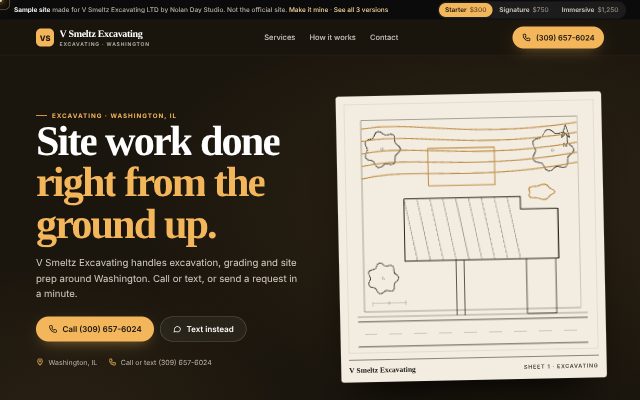 Sample site made for V Smeltz Excavating LTD by Nolan Day Studio. Not the official site. Make it mine · See all 3 versions
Starter $300 Signature $750 Immersive $1,250
VS V Smeltz Excavating
EXCAVATING · WASHINGTON
Services How it works Contact
(309) 657-6024
EXCAVATING · WASHINGTON, IL
Site work done
right from the
ground up.
V Smeltz Excavating handles excavation, grading and site
prep around Washington. Call or text, or send a request in
a minute.
Call (309) 657-6024 Text instead
Washington, IL Call or text (309) 657-6024
V Smeltz Excavating SHEET 1 · EXCAVATING